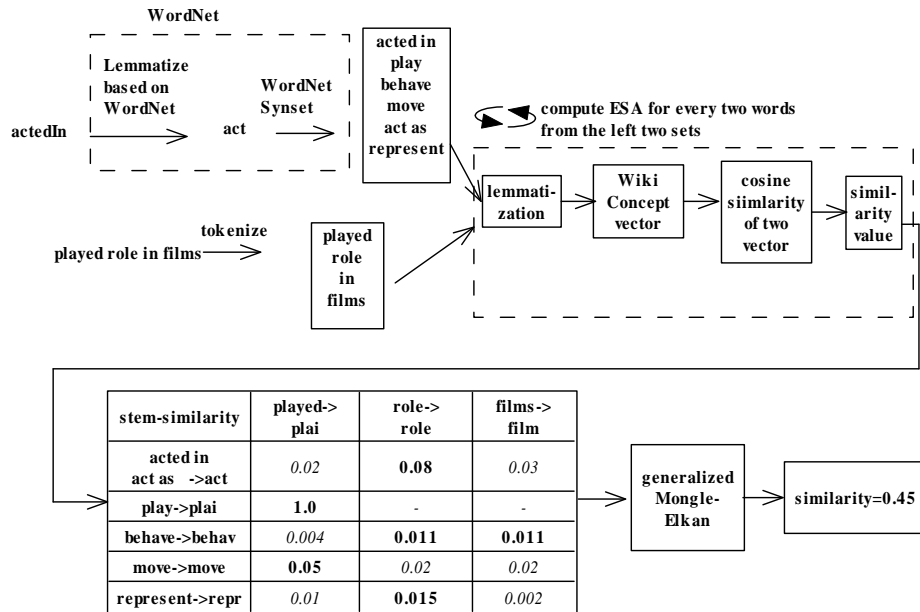 WordNet
Lemmatize
based on
WordNet
WordNet
Synset
actedIn
act
acted in
play
behave
move
act as
represent
compute ESA for every two words
from the left two sets
played role in films
tokenize
played
role
in
films
lemmati-
zation
Wiki
Concept
vector
cosine
siimlarity
of two
vector
simil-
arity
value
stem-similarity
played->
plai
role->
role
films->
film
acted in
act as ->act
0.02
0.08
0.03
play->plai
1.0
-
-
behave->behav
0.004
0.011
0.011
move->move
0.05
0.02
0.02
represent->repr
0.01
0.015
0.002
generalized
Mongle-
Elkan
similarity=0.45